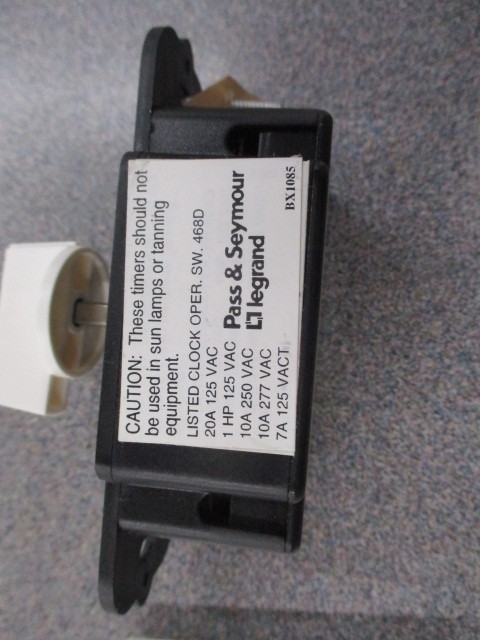 CAUTION: These timers should not
be used in sun lamps or tanning
equipment.
LISTED CLOCK OPER. SW. 468D
20A 125 VAC
1 HP 125 VAC
10A 250 VAC
10A 277 VAC
7A 125 VACT
Pass & Seymour
legrand
BX1085